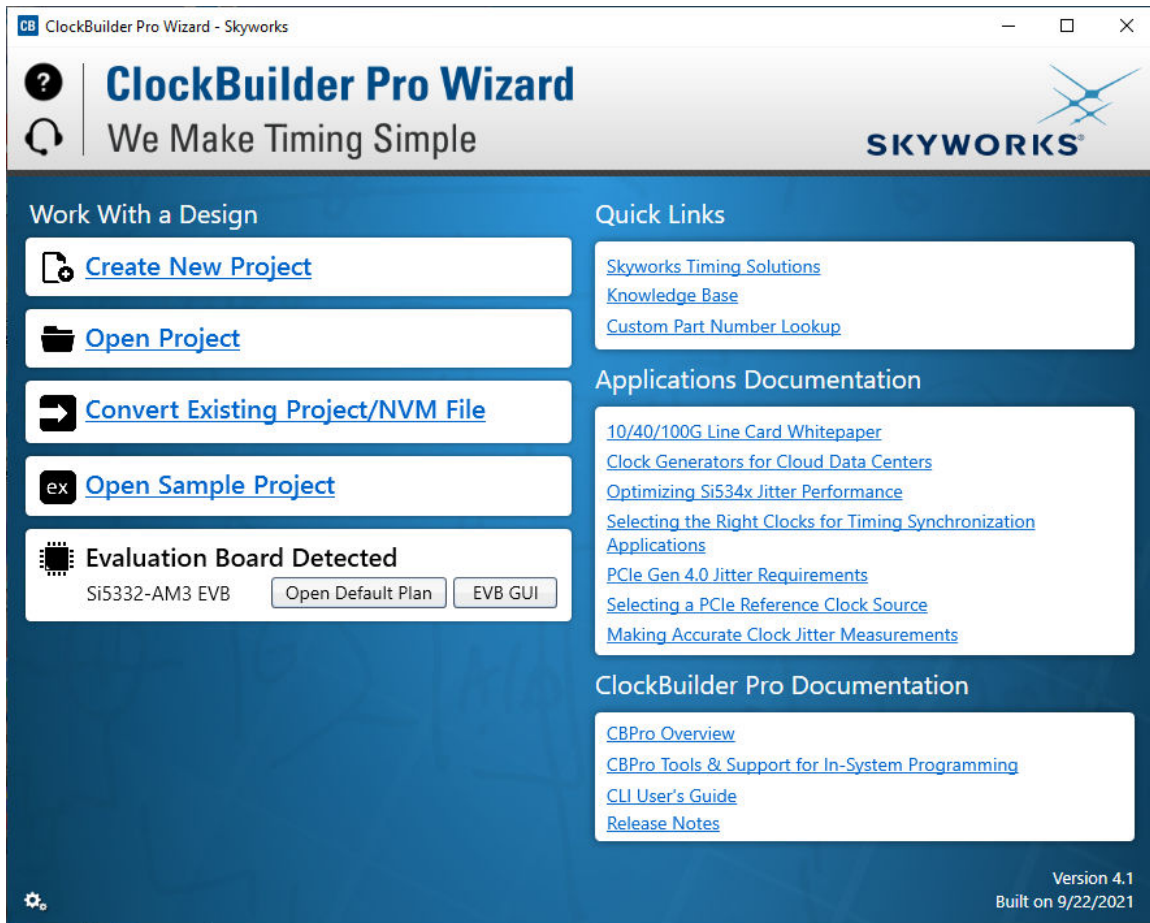 CB ClockBuilder Pro Wizard - Skyworks
? ClockBuilder Pro Wizard
We Make Timing Simple
SKYWORKS®
Work With a Design
Create New Project
Open Project
Convert Existing Project/NVM File
ex Open Sample Project
Evaluation Board Detected
Si5332-AM3 EVB Open Default Plan EVB GUI
Quick Links
Skyworks Timing Solutions
Knowledge Base
Custom Part Number Lookup
Applications Documentation
10/40/100G Line Card Whitepaper
Clock Generators for Cloud Data Centers
Optimizing Si534x Jitter Performance
Selecting the Right Clocks for Timing Synchronization
Applications
PCIe Gen 4.0 Jitter Requirements
Selecting a PCIe Reference Clock Source
Making Accurate Clock Jitter Measurements
ClockBuilder Pro Documentation
CBPro Overview
CBPro Tools & Support for In-System Programming
CLI User's Guide
Release Notes
Version 4.1
Built on 9/22/2021